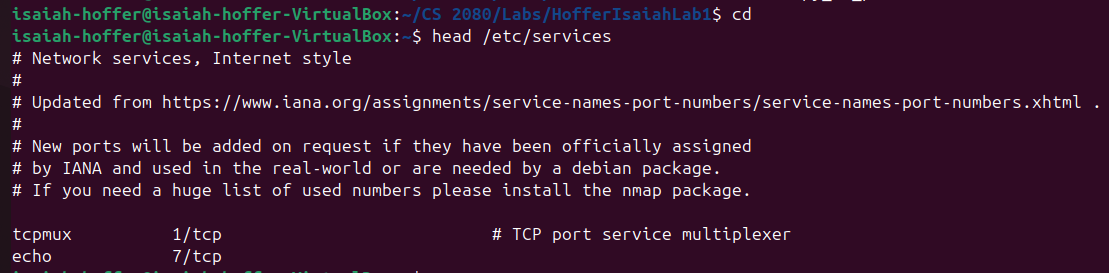 isaiah-hoffer@isaiah-hoffer-VirtualBox:~/CS 2080/Labs/HofferIsaiahLab1$ cd
isaiah-hoffer@isaiah-hoffer-VirtualBox:~$ head /etc/services
# Network services, Internet style
#
# Updated from https://www.iana.org/assignments/service-names-port-numbers/service-names-port-numbers.xhtml .
#
# New ports will be added on request if they have been officially assigned
# by IANA and used in the real-world or are needed by a debian package.
# If you need a huge list of used numbers please install the nmap package.
tcpmux 1/tcp # TCP port service multiplexer
echo 7/tcp